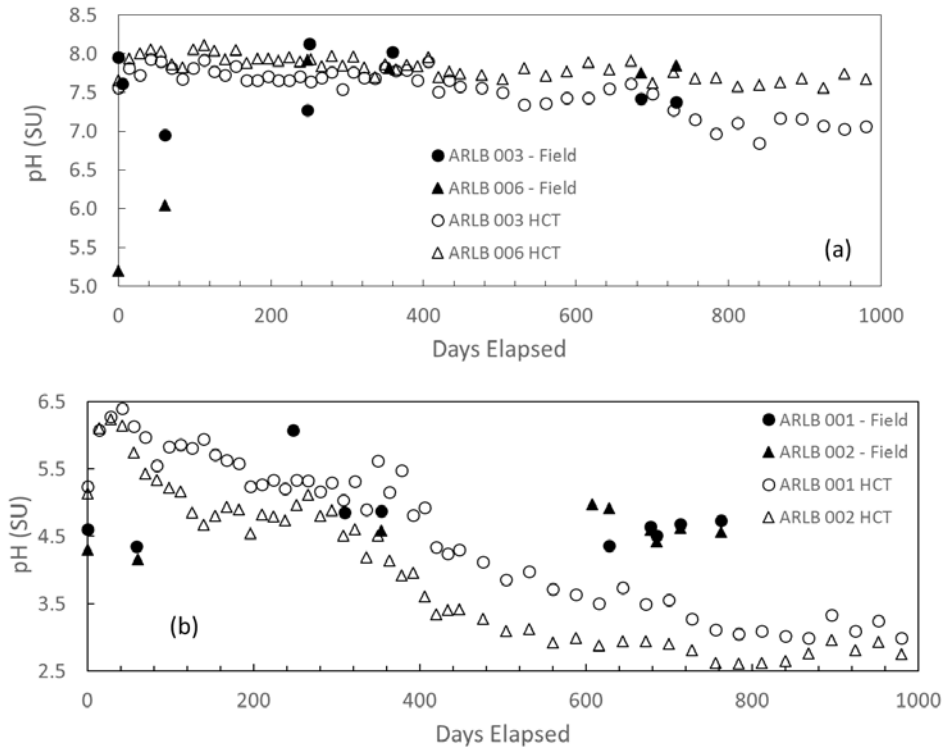 8.5
8.0
7.5
7.0
6.5
6.0
5.5
5.0
pH (SU)
ARLB 003 - Field
ARLB 006 - Field
ARLB 003 HCT
ARLB 006 HCT
(a)
0 200 400 600 800 1000
Days Elapsed
6.5
5.5
4.5
3.5
2.5
pH (SU)
ARLB 001 - Field
ARLB 002 - Field
ARLB 001 HCT
ARLB 002 HCT
(b)
0 200 400 600 800 1000
Days Elapsed